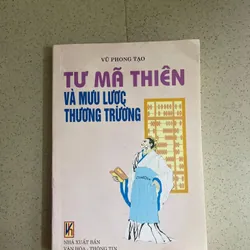 VŨ PHONG TẠO
TƯ MÃ THIÊN
VÀ MƯU LƯỢC
THƯƠNG TRƯỜNG
NHÀ XUẤT BẢN
VĂN HÓA - THÔNG TIN